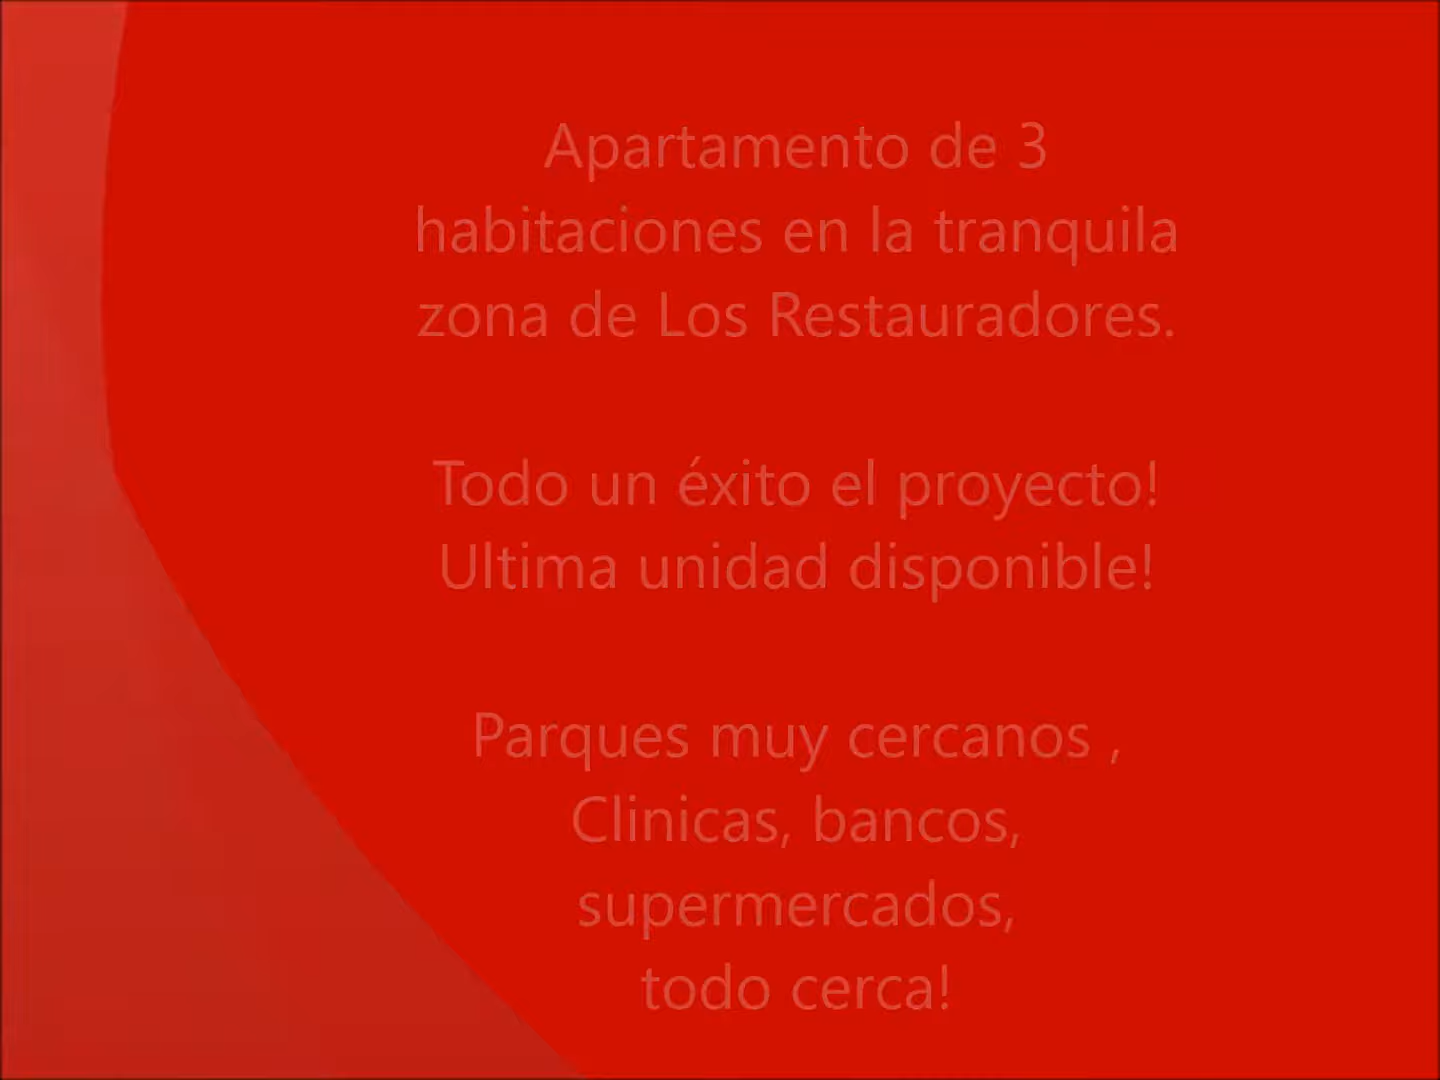 Apartamento de 3
habitaciones en la tranquila
zona de Los Restauradores.
Todo un éxito el proyecto!
Ultima unidad disponible!
Parques muy cercanos ,
Clinicas, bancos,
supermercados,
todo cerca!